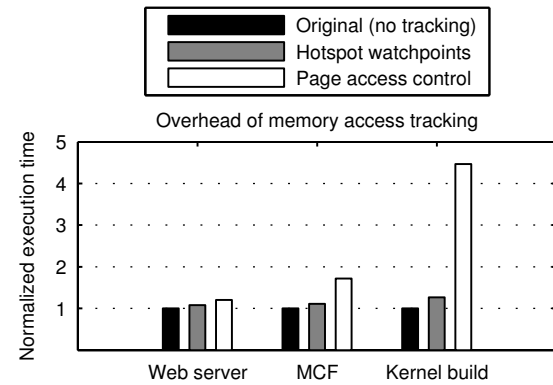 Original (no tracking)
Hotspot watchpoints
Page access control
Overhead of memory access tracking
Normalized execution time
5
4
3
2
1
Web server
MCF
Kernel build